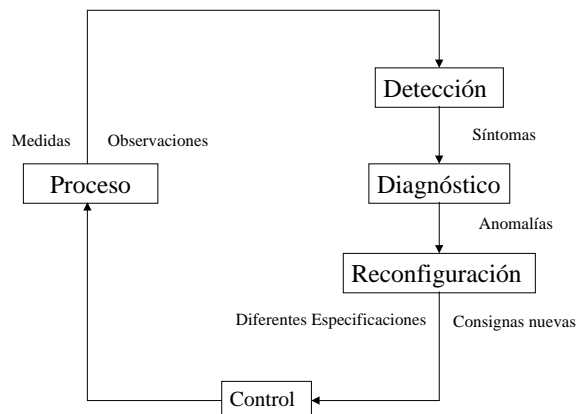 Detección
Síntomas
Medidas
Observaciones
Proceso
Diagnóstico
Anomalías
Reconfiguración
Diferentes Especificaciones
Consignas nuevas
Control